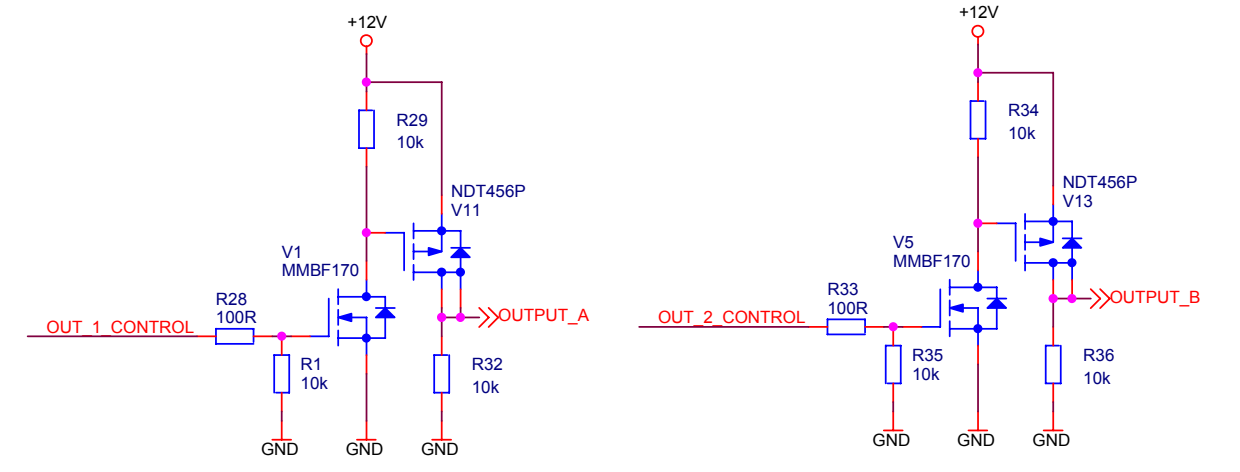 +12V
R29
10k
NDT456P
V11
V1
MMBF170
R28
100R
OUT_1_CONTROL
OUTPUT_A
R1
10k
R32
10k
GND
GND
GND
+12V
R34
10k
NDT456P
V13
V5
MMBF170
R33
100R
OUT_2_CONTROL
OUTPUT_B
R35
10k
R36
10k
GND
GND
GND